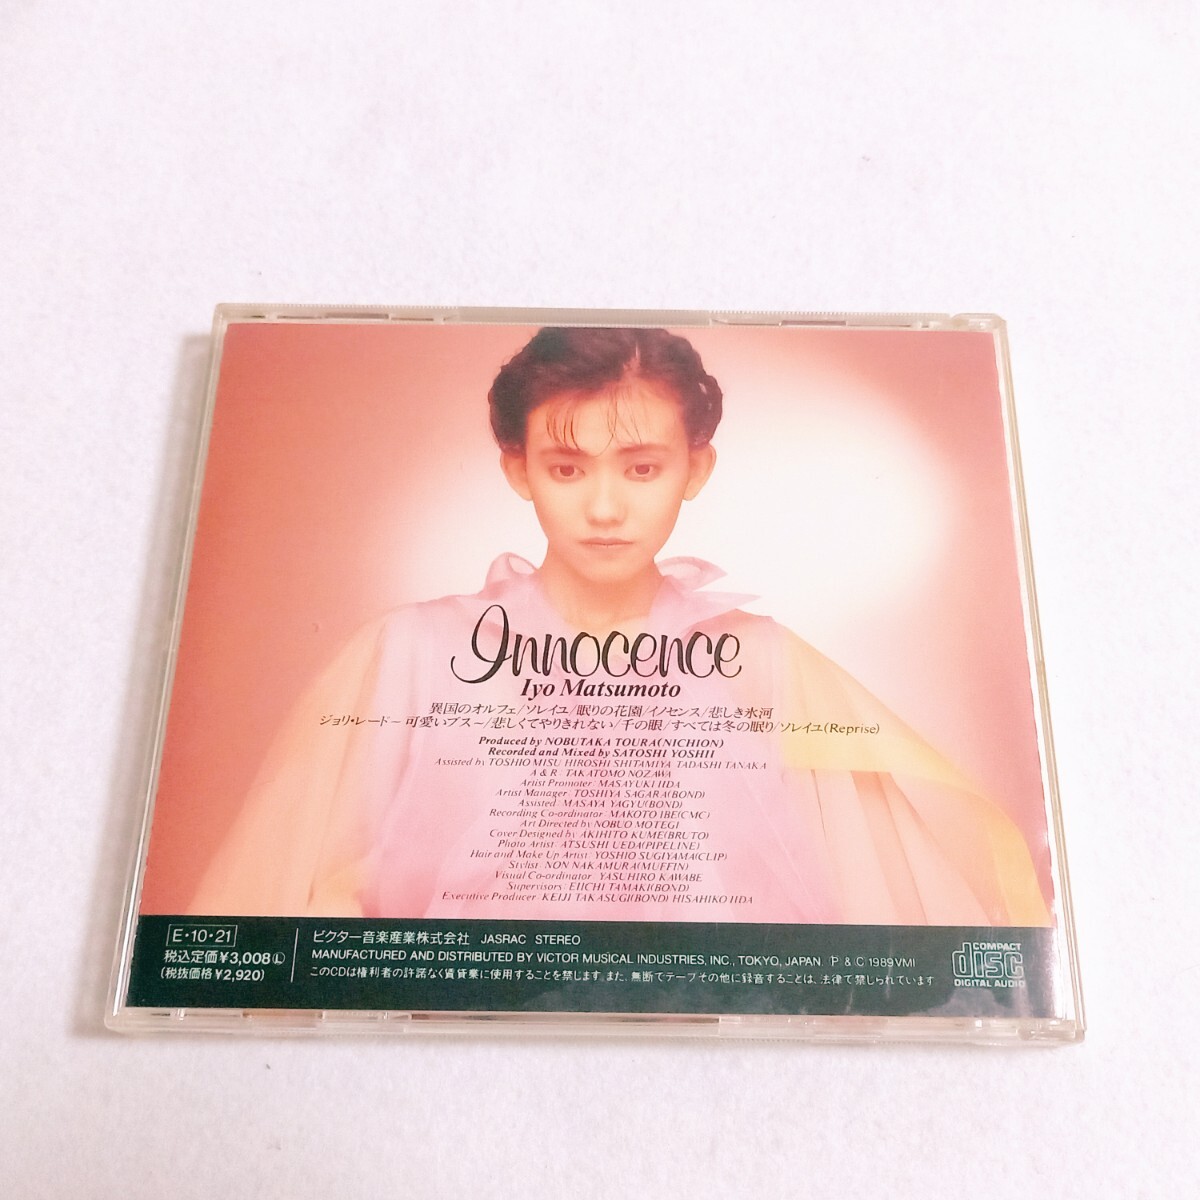 Innocence
Iyo Matsumoto
異国のオルフェ/ソレイユ/眠りの花園/イノセンス/悲しき氷河
ジョリ・レード〜可愛いブス〜/悲しくてやりきれない/千の眼/すべては冬の眠り/ソレイユ(Reprise)
Produced by NOBUTAKA TOURA(NICHION)
Recorded and Mixed by SATOSHI YOSHII
Assisted by TOSHIO MISU HIROSHI SHITAMIYA TADASHI TANAKA
A & R : TAKATOMO NOZAWA
Artist Promoter : MASAYUKI IIDA
Artist Manager : TOSHIYA SAGARA(BOND)
Assisted : MASAYA YAGYU(BOND)
Recording Co-ordinator : MAKOTO IBE(CMC)
Art Directed by NOBUO MOTEGI
Cover Designed by AKIHITO KUME(BRUTO)
Photo Artist : ATSUSHI UEDA(PIPELINE)
Hair and Make Up Artist : YOSHIO SUGIYAMA(CLIP)
Stylist : NON NAKAMURA(MUFFIN)
Visual Co-ordinator : YASUHIRO KAWABE
Supervisors : EIICHI TAMAKI(BOND)
Executive Producer : KEIJI TAKASUGI(BOND) HISAHIKO IIDA
E・10・21
税込定価¥3,008Ⓛ
(税抜価格¥2,920)
ビクター音楽産業株式会社 JASRAC STEREO
MANUFACTURED AND DISTRIBUTED BY VICTOR MUSICAL INDUSTRIES, INC., TOKYO, JAPAN. P & C 1989 VMI
このCDは権利者の許諾なく賃貸業に使用することを禁じます。また、無断でテープその他に録音することは、法律で禁じられています
COMPACT
disc
DIGITAL AUDIO